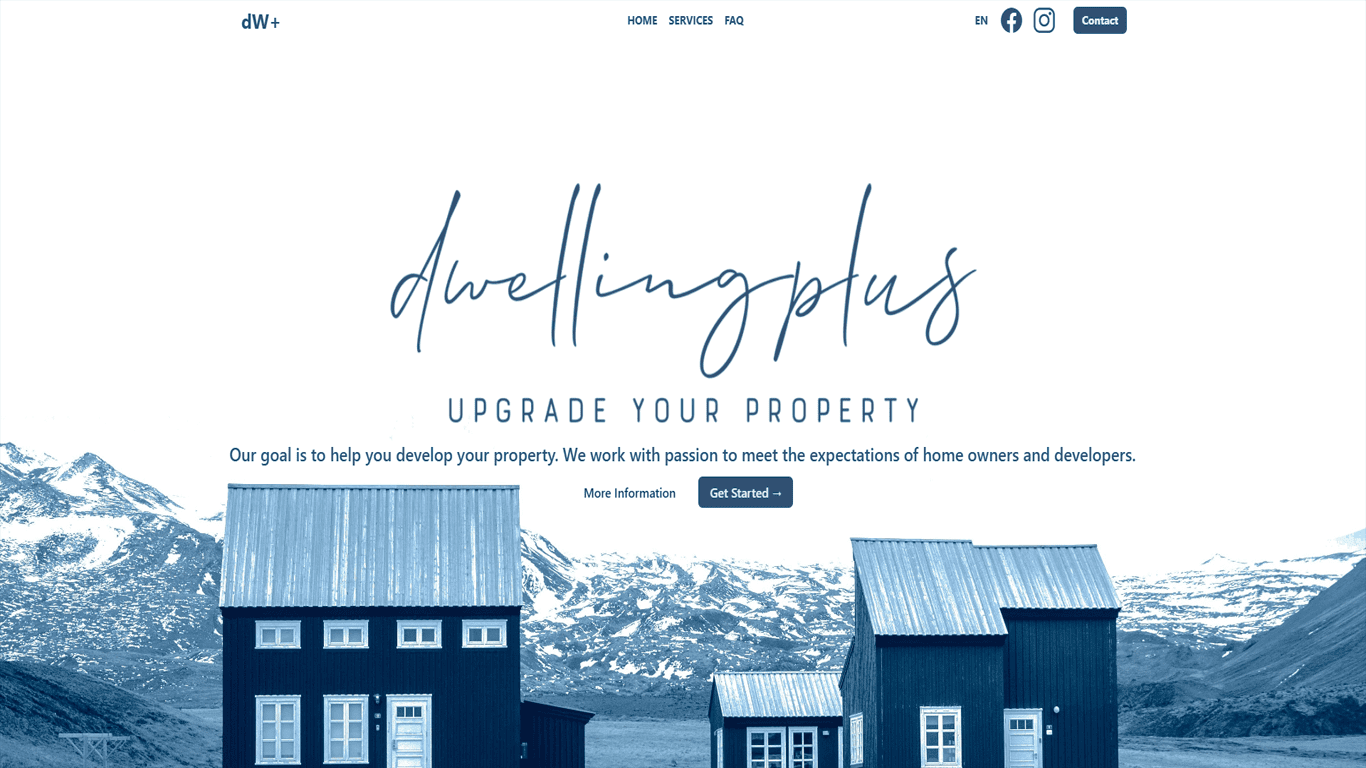 dW+
HOME SERVICES FAQ
EN
Contact
dwellingplus
UPGRADE YOUR PROPERTY
Our goal is to help you develop your property. We work with passion to meet the expectations of home owners and developers.
More Information
Get Started →